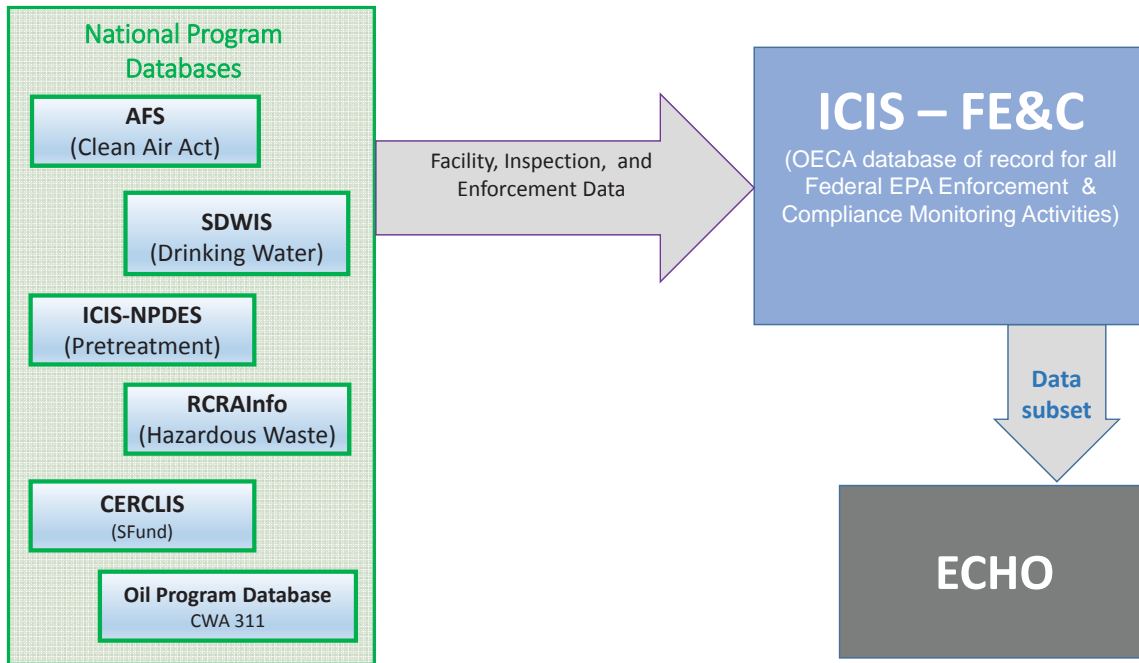 National Program
Databases
AFS
(Clean Air Act)
SDWIS
(Drinking Water)
ICIS-NPDES
(Pretreatment)
RCRAInfo
(Hazardous Waste)
CERCLIS
(SFund)
Oil Program Database
CWA 311
Facility, Inspection, and
Enforcement Data
ICIS – FE&C
(OECA database of record for all
Federal EPA Enforcement &
Compliance Monitoring Activities)
Data
subset
ECHO